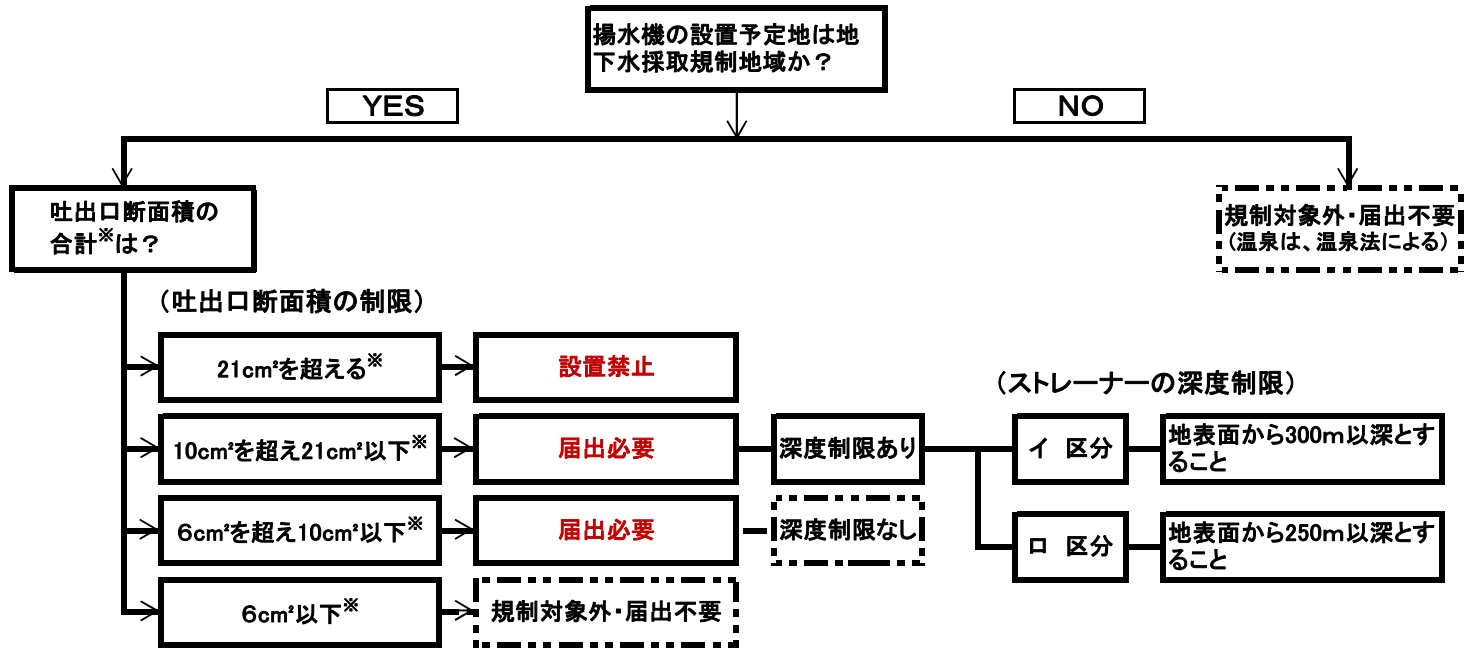 揚水機の設置予定地は地
下水採取規制地域か？
YES
NO
吐出口断面積の
合計※は？
規制対象外・届出不要
(温泉は、温泉法による)
（吐出口断面積の制限）
21cm²を超える※
設置禁止
（ストレーナーの深度制限）
10cm²を超え21cm²以下※
届出必要
深度制限あり
イ 区分
地表面から300m以深とす
ること
6cm²を超え10cm²以下※
届出必要
深度制限なし
ロ 区分
地表面から250m以深とす
ること
6cm²以下※
規制対象外・届出不要